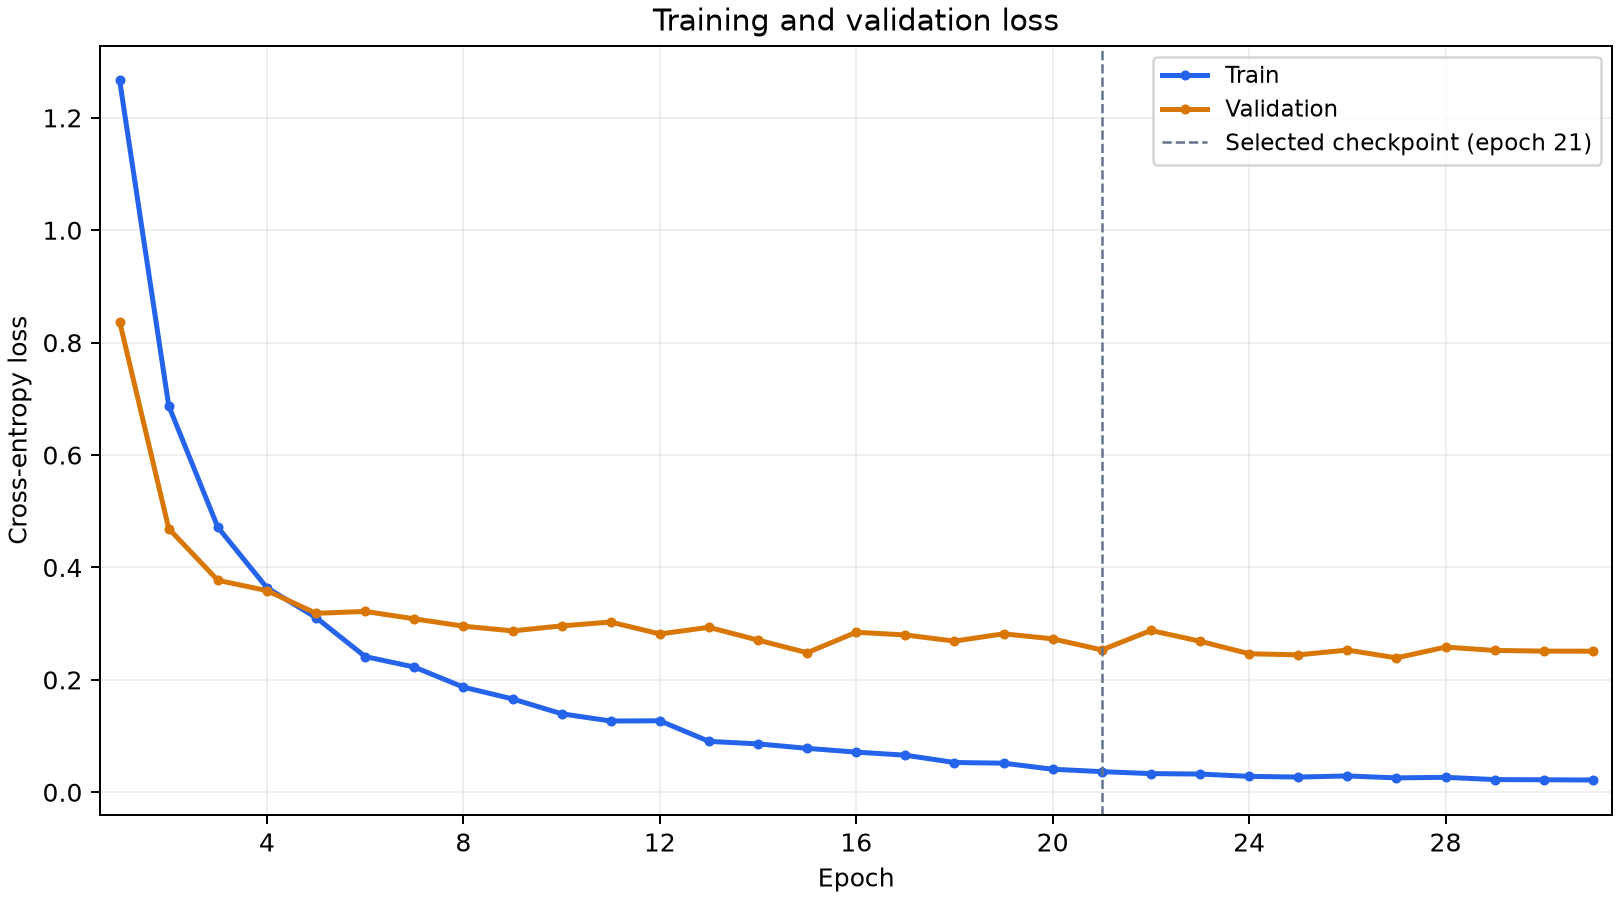 Training and validation loss
Train
Validation
Selected checkpoint (epoch 21)
Cross-entropy loss
1.2
1.0
0.8
0.6
0.4
0.2
0.0
4 8 12 16 20 24 28
Epoch